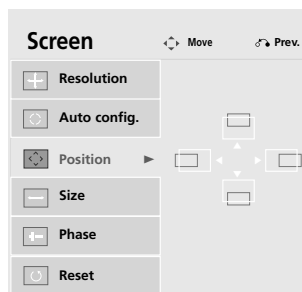 Screen Move Prev.
Resolution
Auto config.
Position
Size
Phase
Reset